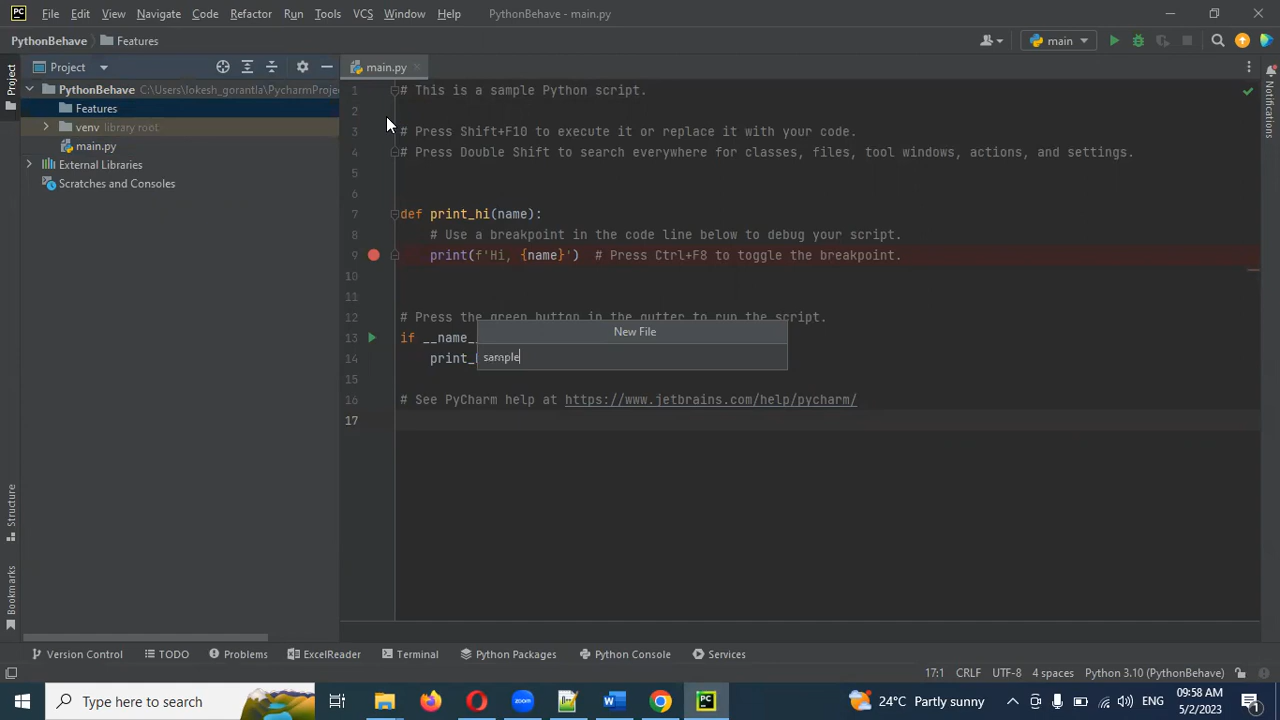 PC File Edit View Navigate Code Refactor Run Tools VCS Window Help PythonBehave - main.py
PythonBehave Features main
Project main.py
PythonBehave C:\Users\lokesh_gorantla\PycharmProje
Features
venv library root
main.py
External Libraries
Scratches and Consoles
Project
Structure
Bookmarks
Notifications
1 # This is a sample Python script.
2
3 # Press Shift+F10 to execute it or replace it with your code.
4 # Press Double Shift to search everywhere for classes, files, tool windows, actions, and settings.
5
6
7 def print_hi(name):
8 # Use a breakpoint in the code line below to debug your script.
9 print(f'Hi, {name}') # Press Ctrl+F8 to toggle the breakpoint.
10
11
12 # Press the green button in the gutter to run the script.
13 if __name_
14 print_
15
16 # See PyCharm help at https://www.jetbrains.com/help/pycharm/
17
New File
sample
Version Control TODO Problems ExcelReader Terminal Python Packages Python Console Services
17:1 CRLF UTF-8 4 spaces Python 3.10 (PythonBehave)
Type here to search zoom W PC 24°C Partly sunny ENG 09:58 AM
5/2/2023 1